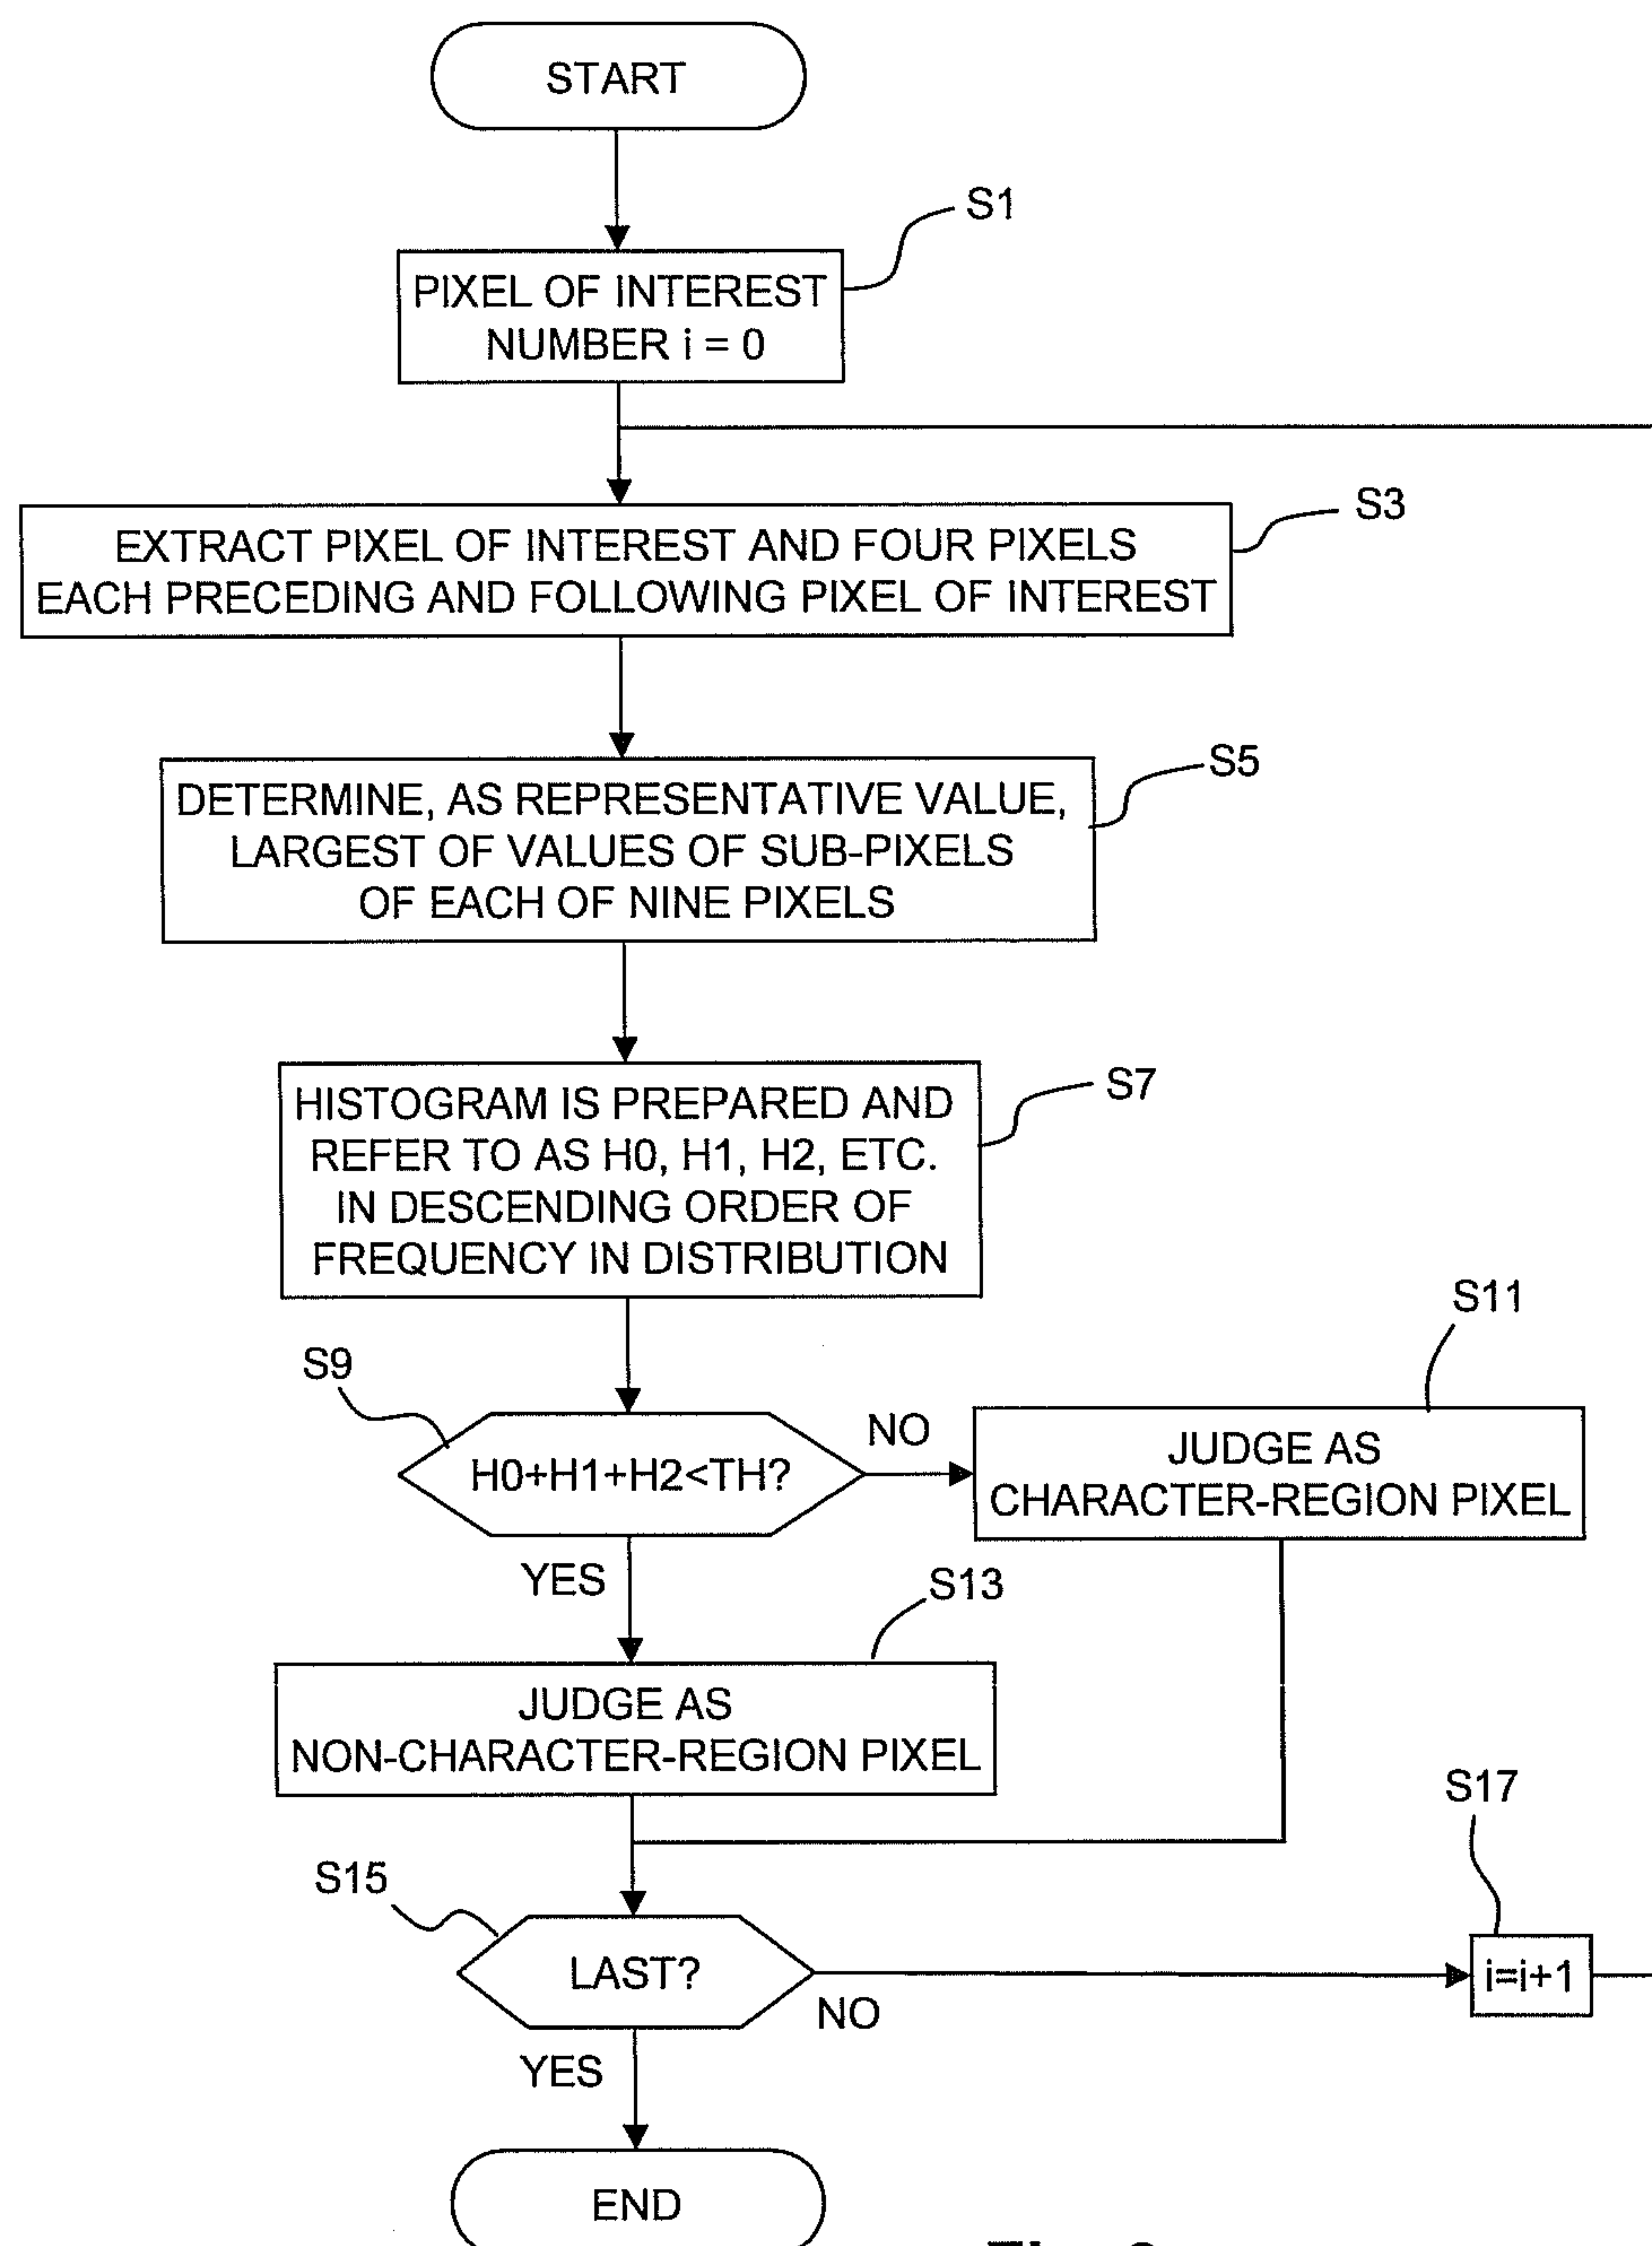 START
S1
PIXEL OF INTEREST
NUMBER i = 0
S3
EXTRACT PIXEL OF INTEREST AND FOUR PIXELS
EACH PRECEDING AND FOLLOWING PIXEL OF INTEREST
S5
DETERMINE, AS REPRESENTATIVE VALUE,
LARGEST OF VALUES OF SUB-PIXELS
OF EACH OF NINE PIXELS
S7
HISTOGRAM IS PREPARED AND
REFER TO AS H0, H1, H2, ETC.
IN DESCENDING ORDER OF
FREQUENCY IN DISTRIBUTION
S9
H0+H1+H2<TH?
NO
S11
JUDGE AS
CHARACTER-REGION PIXEL
YES
S13
JUDGE AS
NON-CHARACTER-REGION PIXEL
S15
LAST?
NO
S17
i=i+1
YES
END